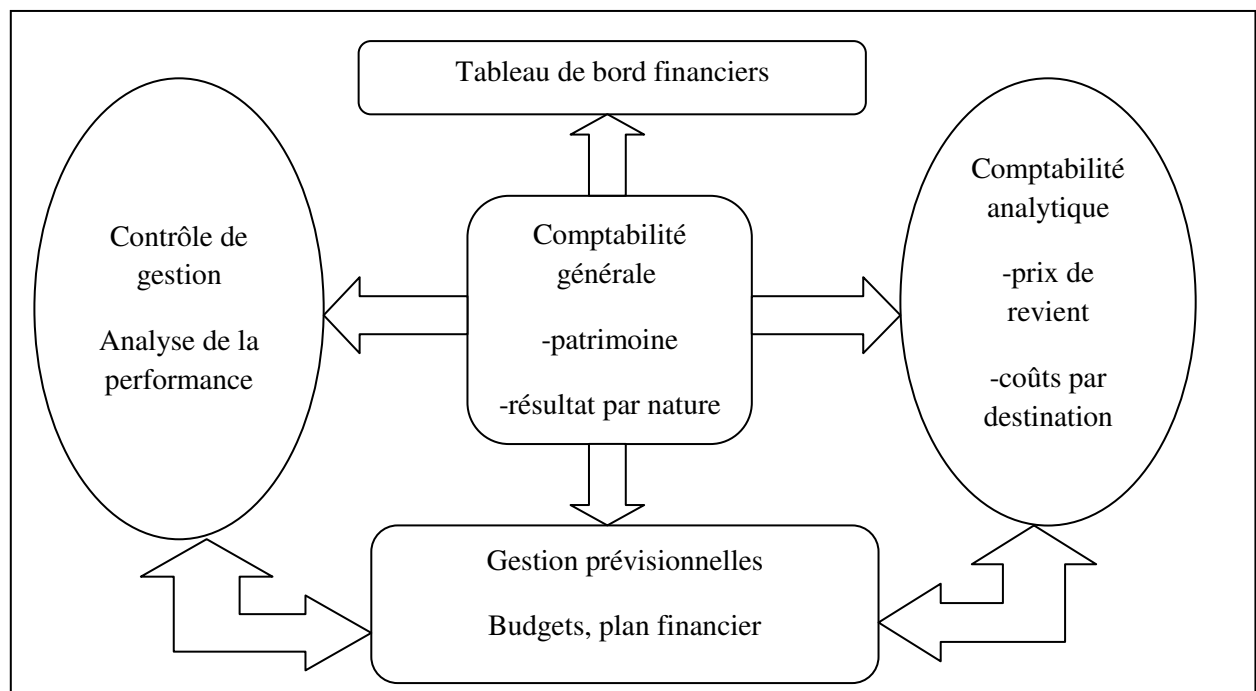 Tableau de bord financiers
Contrôle de
gestion
Analyse de la
performance
Comptabilité
générale
-patrimoine
-résultat par nature
Comptabilité
analytique
-prix de
revient
-coûts par
destination
Gestion prévisionnelles
Budgets, plan financier